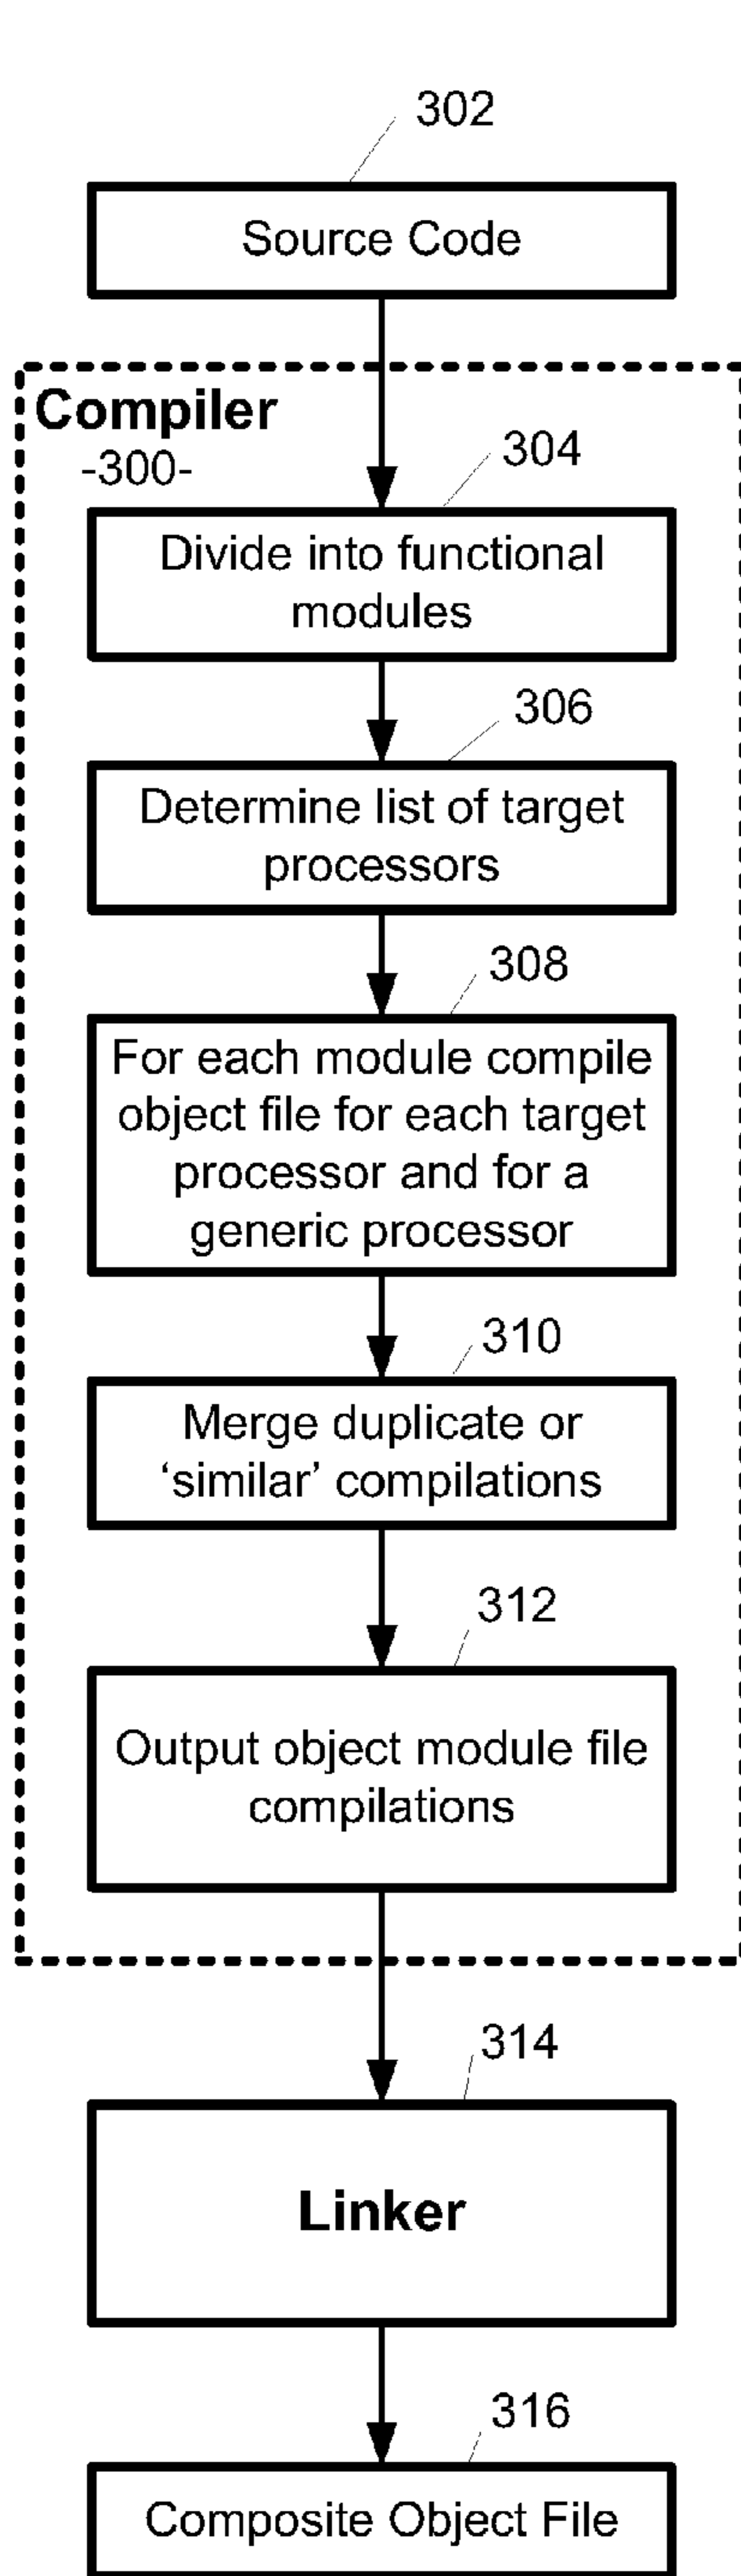 302
Source Code
Compiler
-300-
304
Divide into functional
modules
306
Determine list of target
processors
308
For each module compile
object file for each target
processor and for a
generic processor
310
Merge duplicate or
‘similar’ compilations
312
Output object module file
compilations
314
Linker
316
Composite Object File